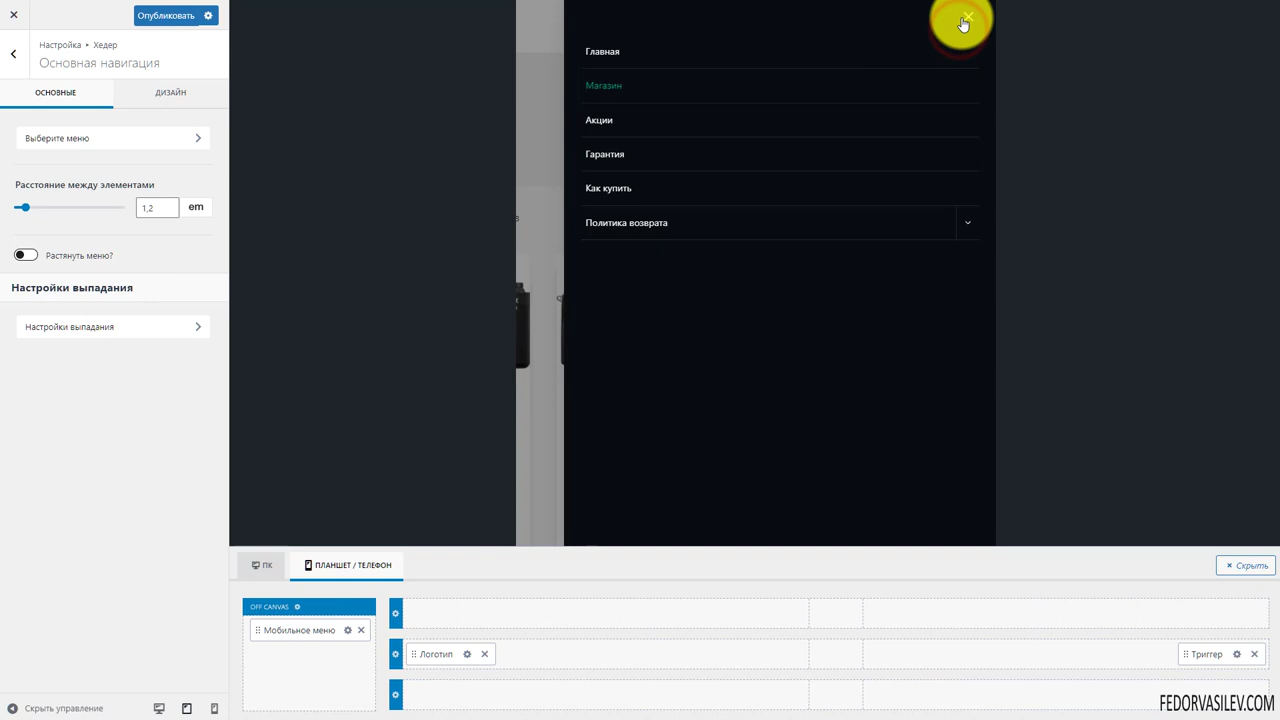 Опубликовать
Настройка ▸ Хедер
Основная навигация
ОСНОВНЫЕ
ДИЗАЙН
Выберите меню
Расстояние между элементами
1,2
em
Растянуть меню?
Настройки выпадания
Настройки выпадания
Скрыть управление
Главная
Магазин
Акции
Гарантия
Как купить
Политика возврата
в
ПК
ПЛАНШЕТ / ТЕЛЕФОН
× Скрыть
OFF CANVAS
Мобильное меню
Логотип
Триггер
FEDORVASILEV.COM